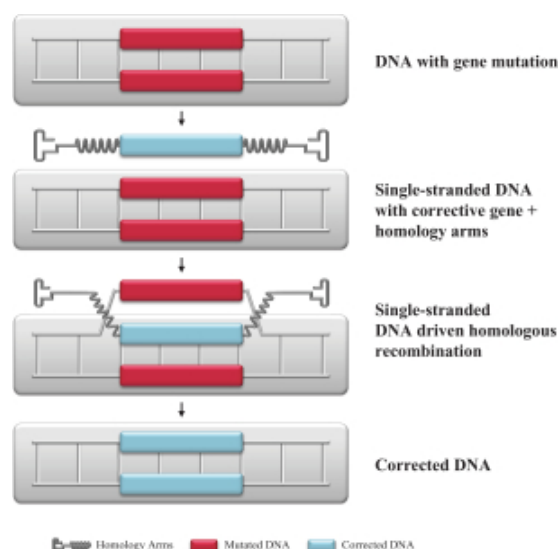 DNA with gene mutation
Single-stranded DNA
with corrective gene +
homology arms
Single-stranded
DNA driven homologous
recombination
Corrected DNA
Homology Arms
Mutated DNA
Corrected DNA